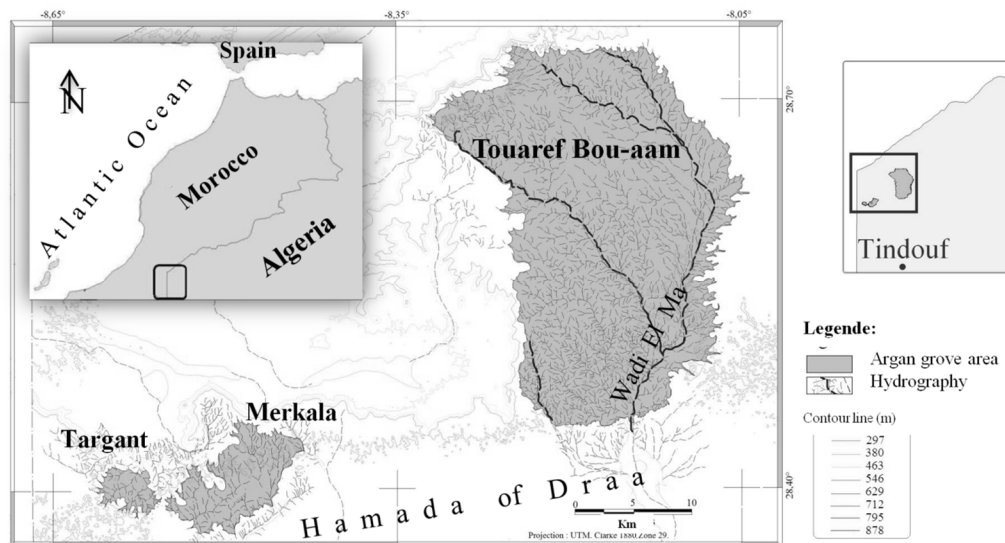 -8,65
-8,35
-8,05
Spain
N
Atlantic Ocean
Morocco
Algeria
28,70
Touaref Bou-aam
Tindouf
Wadi El Ma
Legende:
Argan grove area
Hydrography
Contour line (m)
297
380
463
546
629
712
795
878
Merkala
Targant
28,40
Hamada of Draa
0 5 10
Km
Projection : UTM. Clarke 1880.Zone 29.